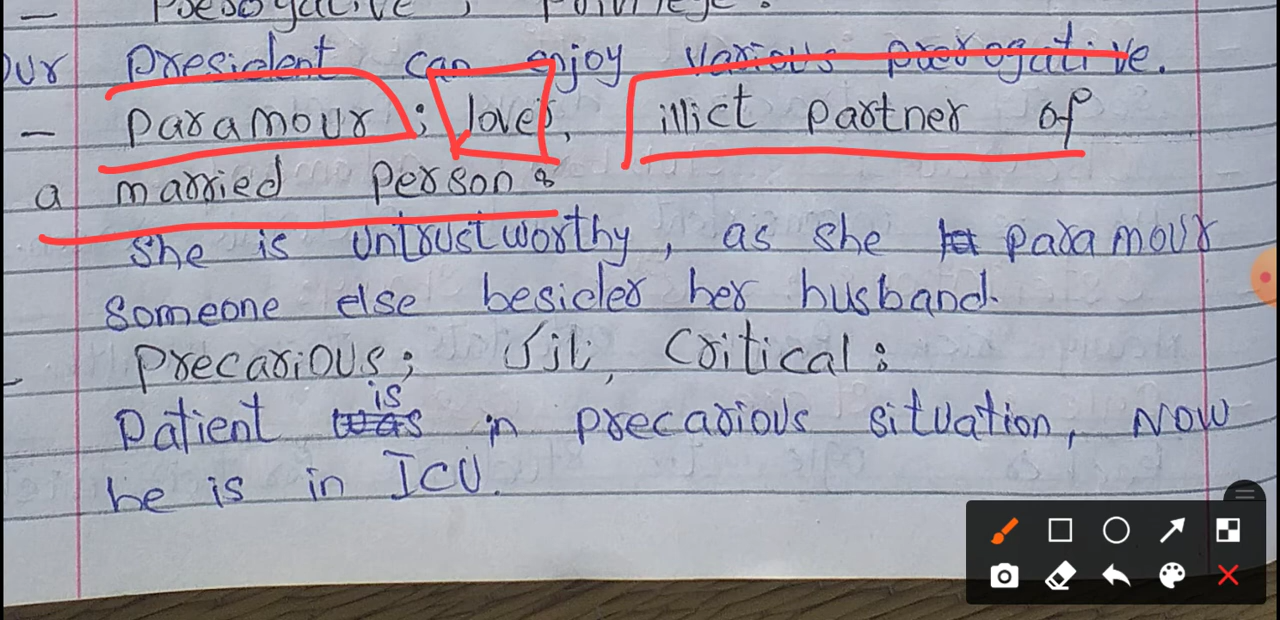 — Prerogative ; Privilege :
Our president can enjoy various prerogative.
— paramour ; lover, illict partner of
a married person :
She is untrustworthy, as she paramour
someone else besides her husband.
— precarious ; Critical :
Patient is in precarious situation, Now
he is in ICU.